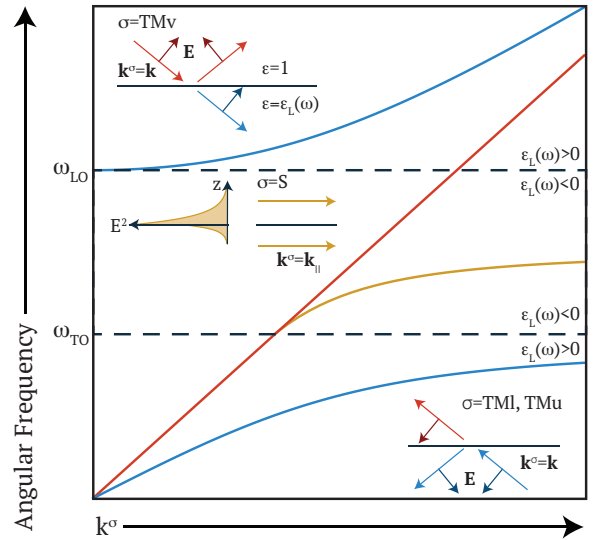 σ=TMv
E
k^σ=k
ε=1
ε=ε_L(ω)
ω_LO
ε_L(ω)>0
ε_L(ω)<0
z
σ=S
E²
k^σ=k_||
ω_TO
ε_L(ω)<0
ε_L(ω)>0
σ=TMl, TMu
k^σ=k
E
Angular Frequency
k^σ